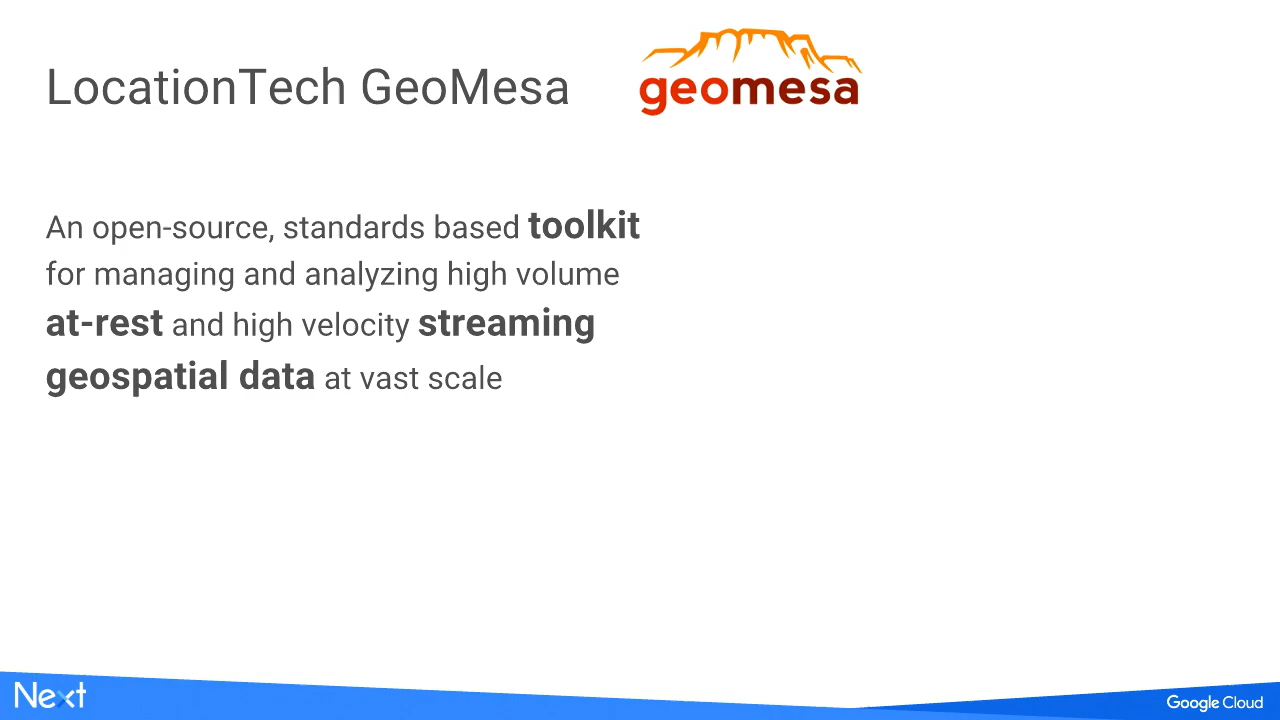 LocationTech GeoMesa
geomesa
An open-source, standards based toolkit
for managing and analyzing high volume
at-rest and high velocity streaming
geospatial data at vast scale
Next
Google Cloud